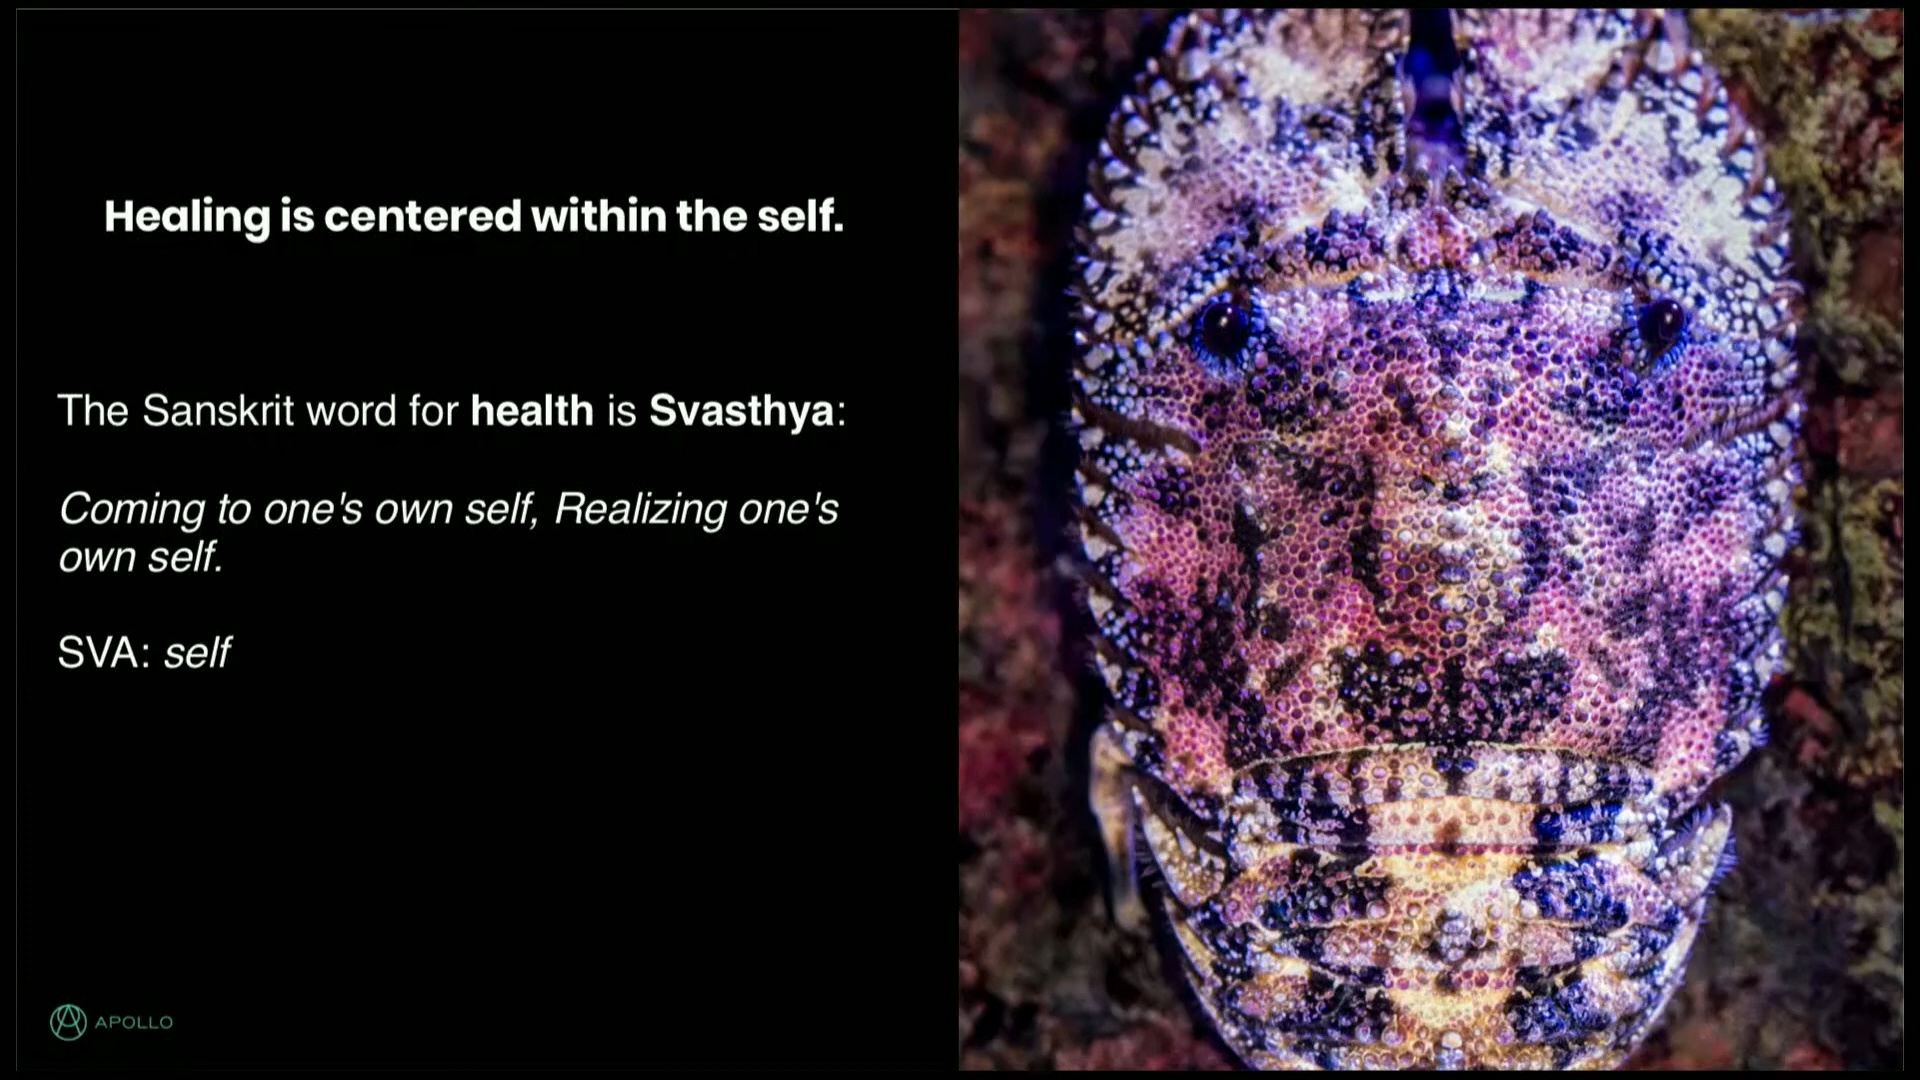 Healing is centered within the self.
The Sanskrit word for health is Svasthya:
Coming to one's own self, Realizing one's
own self.
SVA: self
APOLLO